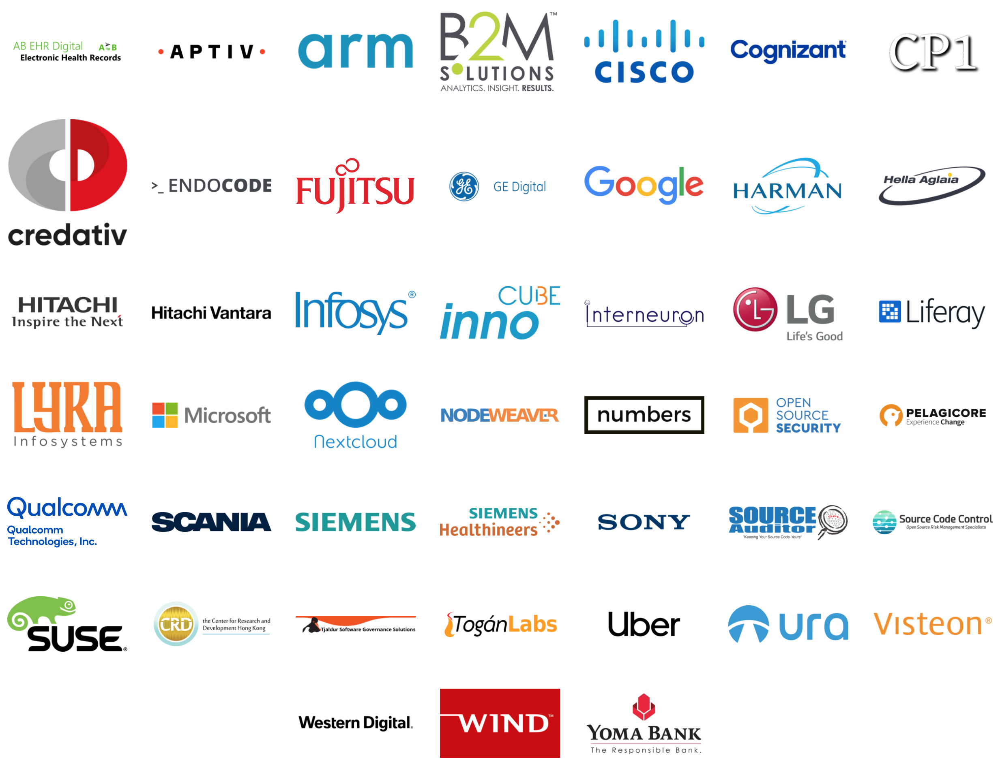 AB EHR Digital A to B
Electronic Health Records
APTIV
arm
B2M™
SOLUTIONS
ANALYTICS. INSIGHT. RESULTS.
CISCO
Cognizant
CP1
credativ
>_ ENDOCODE
FUJITSU
GE GE Digital
Google
HARMAN
Hella Aglaia
HITACHI
Inspire the Next
Hitachi Vantara
Infosys®
CUBE
inno
interneuron
LG LG
Life's Good
Liferay
LYRA
Infosystems
Microsoft
Nextcloud
NODEWEAVER
numbers
OPEN
SOURCE
SECURITY
PELAGICORE
Experience Change
Qualcomm
Qualcomm
Technologies, Inc.
SCANIA
SIEMENS
SIEMENS
Healthineers
SONY
SOURCE
Auditor
GPL
"Keeping Your Source Code Yours"
Source Code Control
Open Source Risk Management Specialists
SUSE®
CRD
the Center for Research and
Development Hong Kong
Tjaldur Software Governance Solutions
TogánLabs
Uber
ura
Visteon®
Western Digital.
WIND™
YOMA BANK
The Responsible Bank.